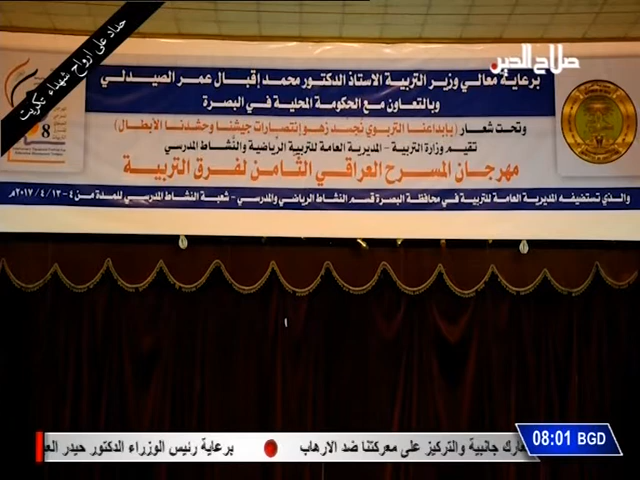 حداد على ارواح شهداء تكريت
صلاح الدين
برعاية معالي وزير التربية الاستاذ الدكتور محمد إقبال عمر الصيدلي
وبالتعاون مع الحكومة المحلية في البصرة
وتحت شعار (بإبداعنا التربوي نُجسد زهو إنتصارات جيشنا وحشدنا الأبطال)
تقيم وزارة التربية - المديرية العامة للتربية الرياضية والنُشاط المدرسي
مهرجان المسرح العراقي الثامن لفرق التربية
والذي تستضيفه المديرية العامة للتربية في محافظة البصرة قسم النشاط الرياضي والمدرسي - شعبة النشاط المدرسي للمدة من ٤ - ١٣ / ٤ / ٢٠١٧م
8
ارك جانبية والتركيز على معركتنا ضد الارهاب
برعاية رئيس الوزراء الدكتور حيدر الع
08:01 BGD